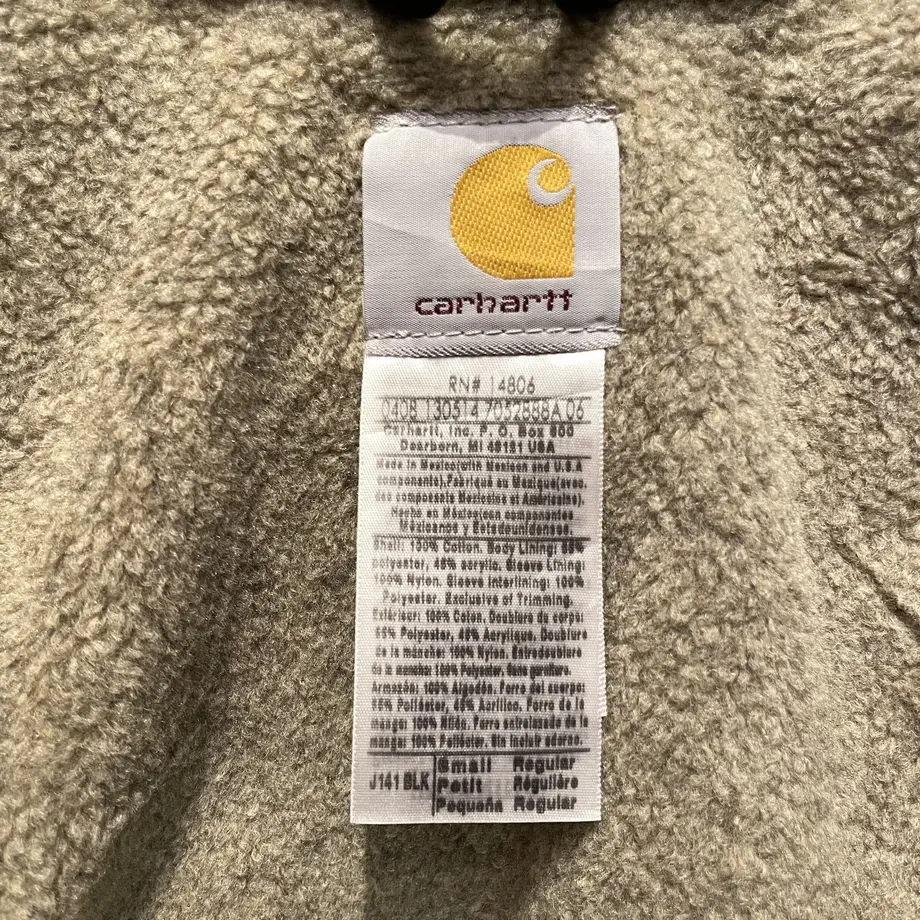 carhartt
RN# 14806
0408 130514 7052888A 06
Carhartt, Inc. P. O. Box 600
Dearborn, MI 48121 USA
Made in Mexico(with Mexican and U.S.A
components).Fabriqué au Mexique(avec.
des composants Mexicine et Américains).
Hecho en México(con componentes
Méxicanos y Estadounidenses.
Shell: 100% Cotton. Body Lining: 55%
polyester, 45% acrylic. Sleeve Lining:
100% Nylon. Sleeve Interlining: 100%
Polyester. Exclusive of Trimming.
Extérieur: 100% Coton. Doublure du corps:
55% Polyester, 45% Acrylique. Doublure
de la manche: 100% Nylon. Entredoublure
de la manche: 100% Polyester. Sans garniture.
Armazón: 100% Algodón. Forro del cuerpo:
55% Poliéster, 45% Acrílico. Forro de la
manga: 100% Nilón. Forro entrelazado de la
manga: 100% Poliéster. Sin incluir adorno.
J141 BLK Small Regular
Petit Régulière
Pequeña Regular